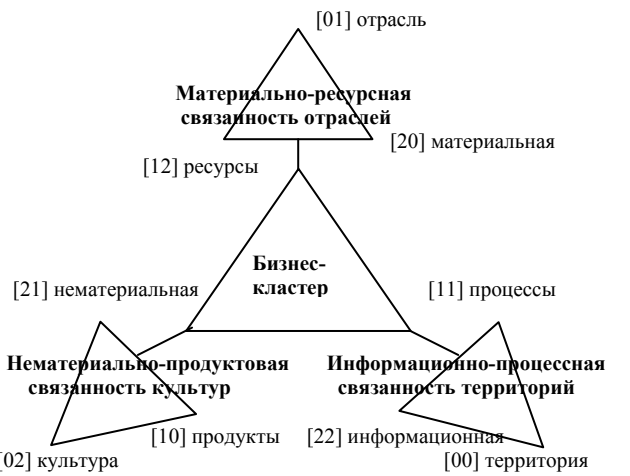 [01] отрасль
Материально-ресурсная
связанность отраслей
[20] материальная
[12] ресурсы
Бизнес-
кластер
[21] нематериальная
[11] процессы
Нематериально-продуктовая
связанность культур
Информационно-процессная
связанность территорий
[10] продукты
[22] информационная
[02] культура
[00] территория